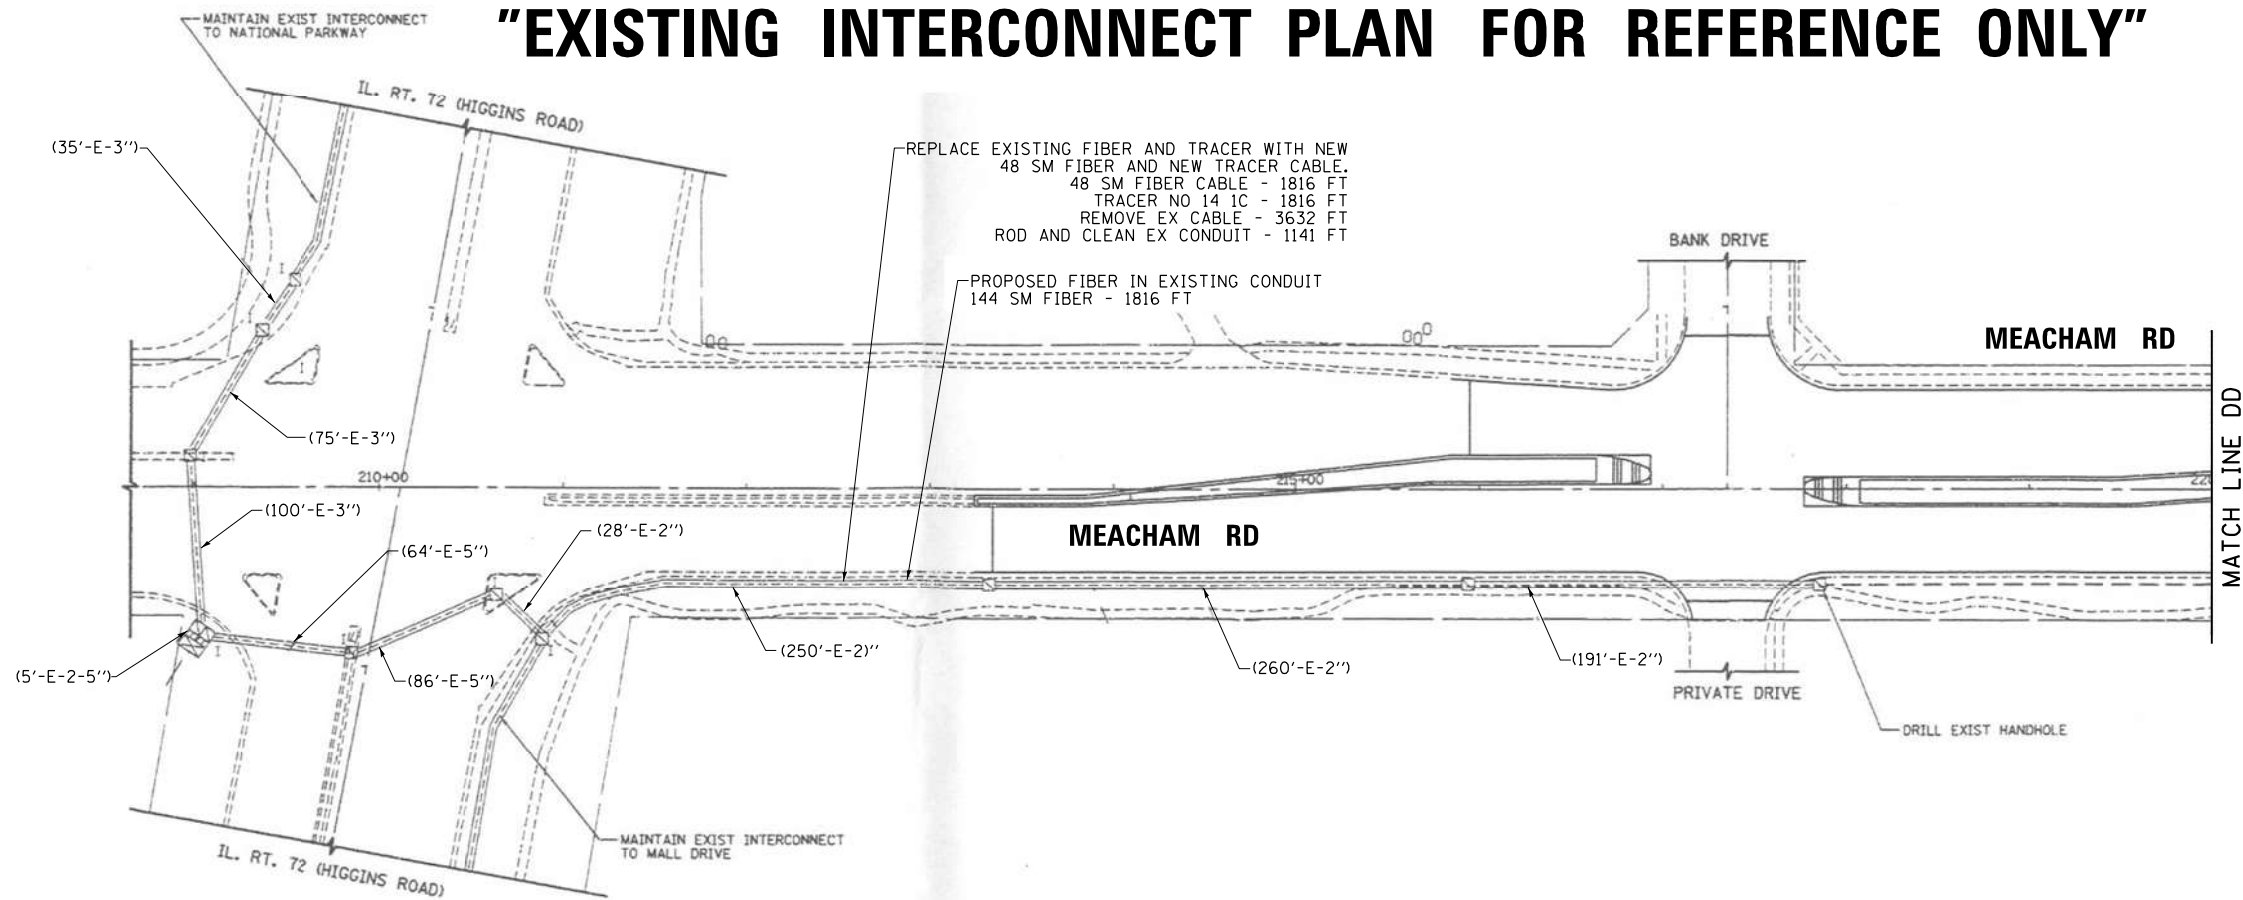 "EXISTING INTERCONNECT PLAN FOR REFERENCE ONLY"
MAINTAIN EXIST INTERCONNECT
TO NATIONAL PARKWAY
IL. RT. 72 (HIGGINS ROAD)
(35'-E-3'')
REPLACE EXISTING FIBER AND TRACER WITH NEW
48 SM FIBER AND NEW TRACER CABLE.
48 SM FIBER CABLE - 1816 FT
TRACER NO 14 1C - 1816 FT
REMOVE EX CABLE - 3632 FT
ROD AND CLEAN EX CONDUIT - 1141 FT
PROPOSED FIBER IN EXISTING CONDUIT
144 SM FIBER - 1816 FT
BANK DRIVE
MEACHAM RD
MATCH LINE DD
(75'-E-3'')
210+00
215+00
220
(100'-E-3'')
(64'-E-5'')
(28'-E-2'')
MEACHAM RD
(5'-E-2-5'')
(86'-E-5'')
(250'-E-2)''
(260'-E-2'')
(191'-E-2'')
PRIVATE DRIVE
DRILL EXIST HANDHOLE
MAINTAIN EXIST INTERCONNECT
TO MALL DRIVE
IL. RT. 72 (HIGGINS ROAD)